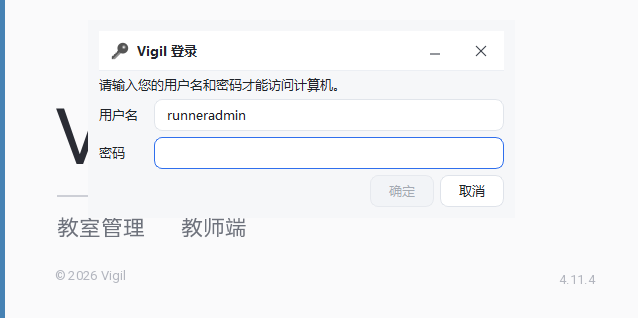 Vigil 登录
请输入您的用户名和密码才能访问计算机。
用户名 runneradmin
密码
确定 取消
教室管理 教师端
© 2026 Vigil
4.11.4